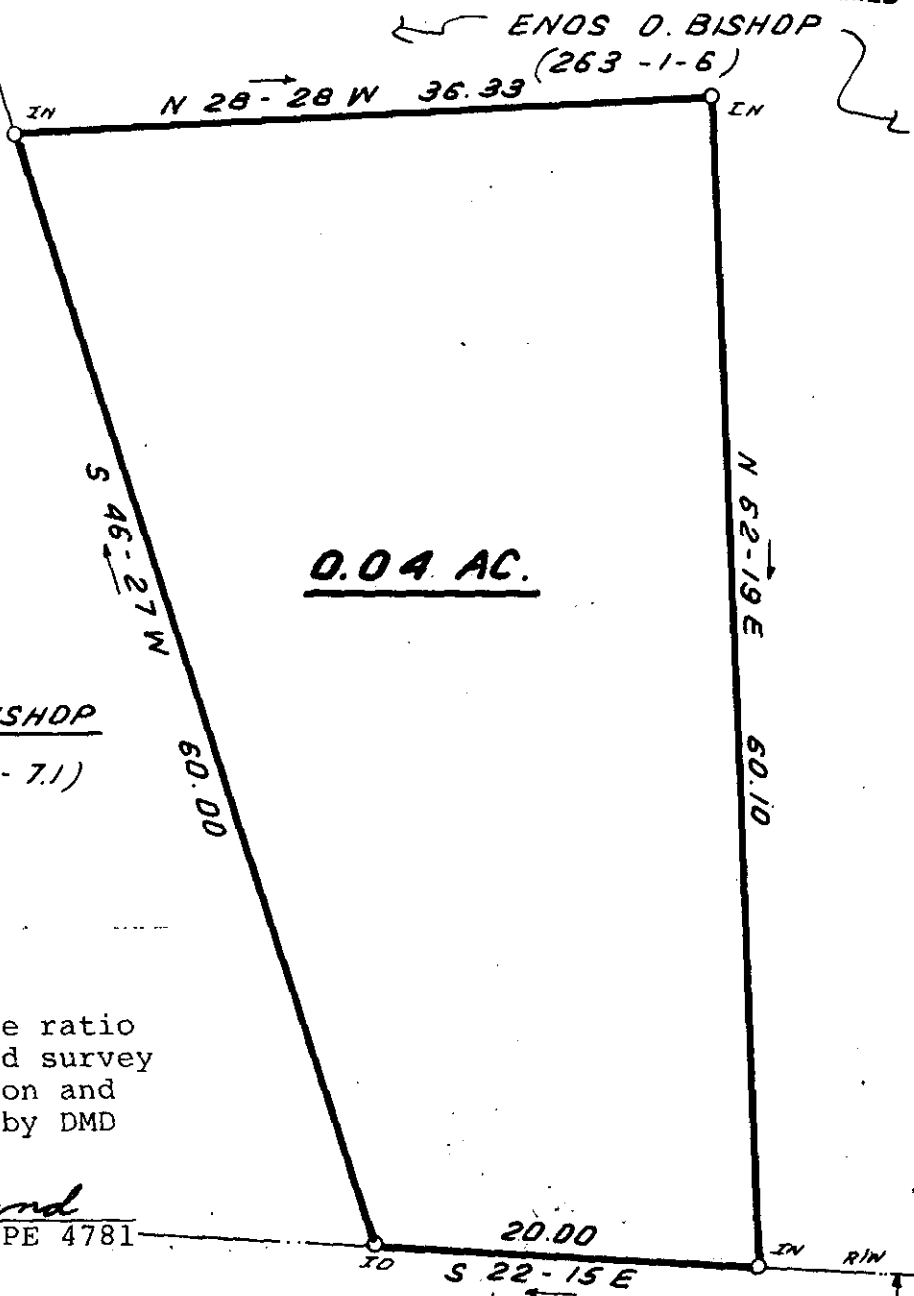 ENOS O. BISHOP
(263-1-6)
IN
N 28-28 W 36.33
IN
S 46-27 W
60.00
0.04 AC.
N 62-19 E
60.10
ISHOP
- 7.1)
e ratio
d survey
on and
by DMD
nd
PE 4781
IO
20.00
S 22-15 E
IN
R/W